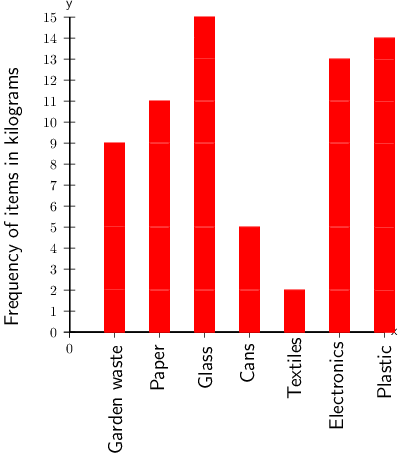 y
15
14
13
12
11
10
9
8
7
6
5
4
3
2
1
0
0
x
Frequency of items in kilograms
Garden waste
Paper
Glass
Cans
Textiles
Electronics
Plastic